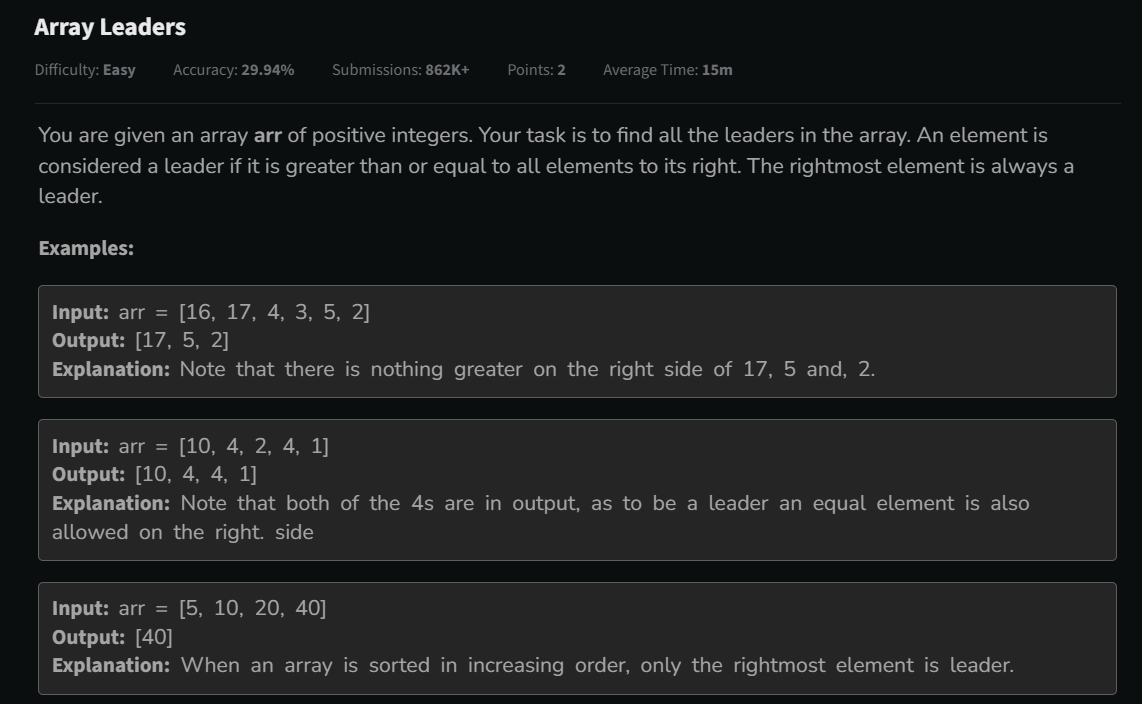 Array Leaders
Difficulty: Easy Accuracy: 29.94% Submissions: 862K+ Points: 2 Average Time: 15m
You are given an array arr of positive integers. Your task is to find all the leaders in the array. An element is
considered a leader if it is greater than or equal to all elements to its right. The rightmost element is always a
leader.
Examples:
Input: arr = [16, 17, 4, 3, 5, 2]
Output: [17, 5, 2]
Explanation: Note that there is nothing greater on the right side of 17, 5 and, 2.
Input: arr = [10, 4, 2, 4, 1]
Output: [10, 4, 4, 1]
Explanation: Note that both of the 4s are in output, as to be a leader an equal element is also
allowed on the right. side
Input: arr = [5, 10, 20, 40]
Output: [40]
Explanation: When an array is sorted in increasing order, only the rightmost element is leader.